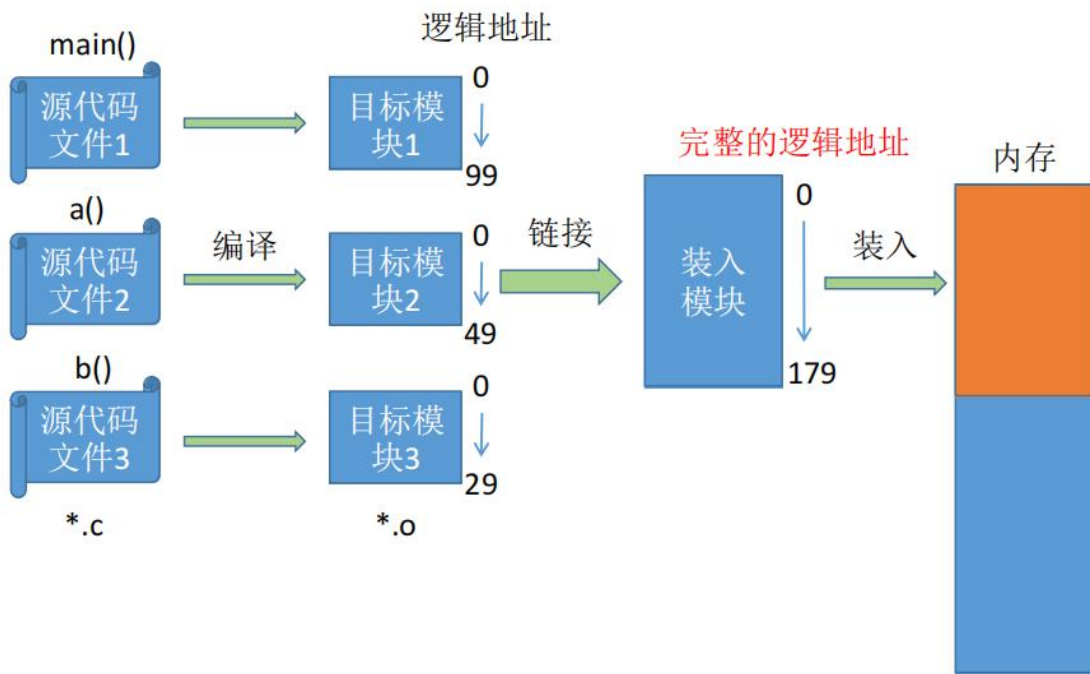 逻辑地址
main()
源代码
文件1
目标模
块1
0
99
a()
源代码
文件2
编译
目标模
块2
0
49
链接
完整的逻辑地址
装入
模块
0
179
装入
内存
b()
源代码
文件3
目标模
块3
0
29
*.c
*.o